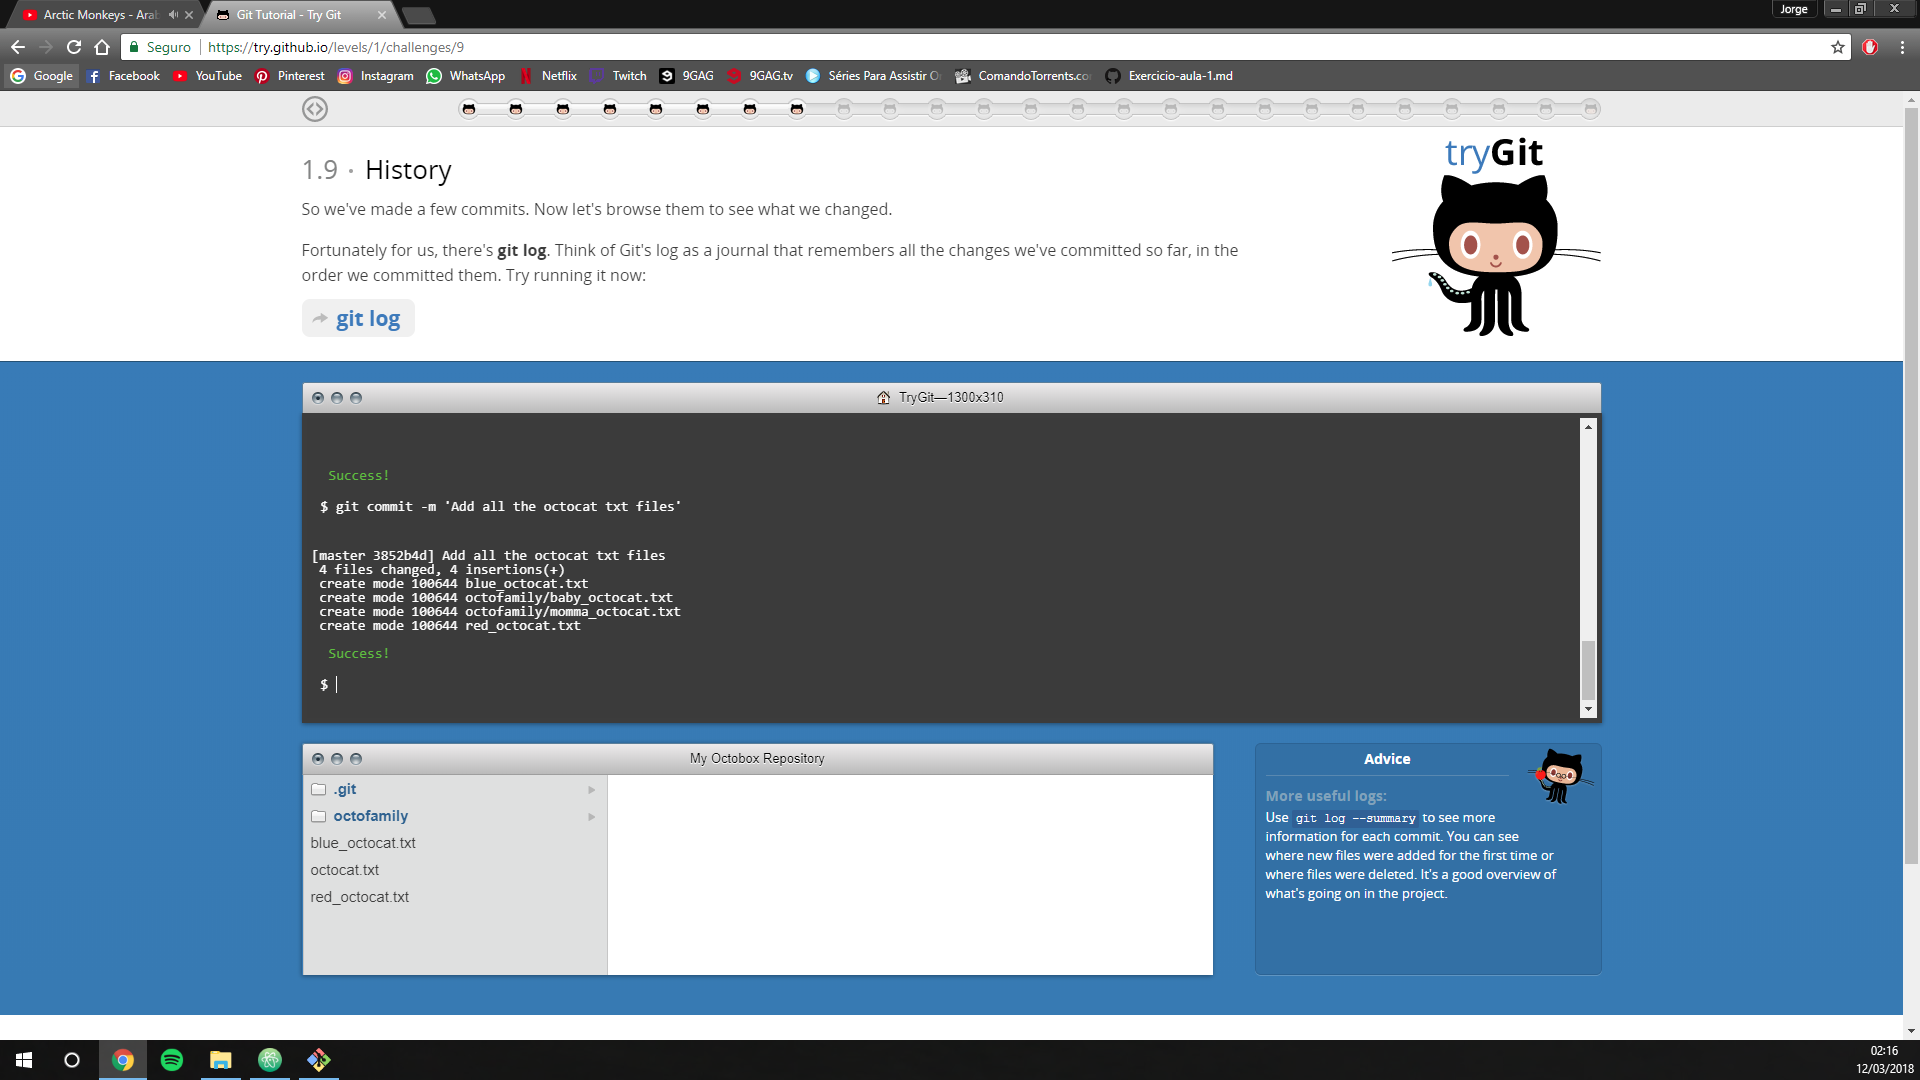 Arctic Monkeys - Ara
Git Tutorial - Try Git
Jorge
Seguro
https://try.github.io/levels/1/challenges/9
Google
Facebook
YouTube
Pinterest
Instagram
WhatsApp
Netflix
Twitch
9GAG
9GAG.tv
Séries Para Assistir O
ComandoTorrents.co
Exercicio-aula-1.md
tryGit
1.9 · History
So we've made a few commits. Now let's browse them to see what we changed.
Fortunately for us, there's git log. Think of Git's log as a journal that remembers all the changes we've committed so far, in the
order we committed them. Try running it now:
git log
TryGit—1300x310
Success!
$ git commit -m 'Add all the octocat txt files'
[master 3852b4d] Add all the octocat txt files
4 files changed, 4 insertions(+)
create mode 100644 blue_octocat.txt
create mode 100644 octofamily/baby_octocat.txt
create mode 100644 octofamily/momma_octocat.txt
create mode 100644 red_octocat.txt
Success!
$
My Octobox Repository
.git
octofamily
blue_octocat.txt
octocat.txt
red_octocat.txt
Advice
More useful logs:
Use git log --summary to see more
information for each commit. You can see
where new files were added for the first time or
where files were deleted. It's a good overview of
what's going on in the project.
02:16
12/03/2018